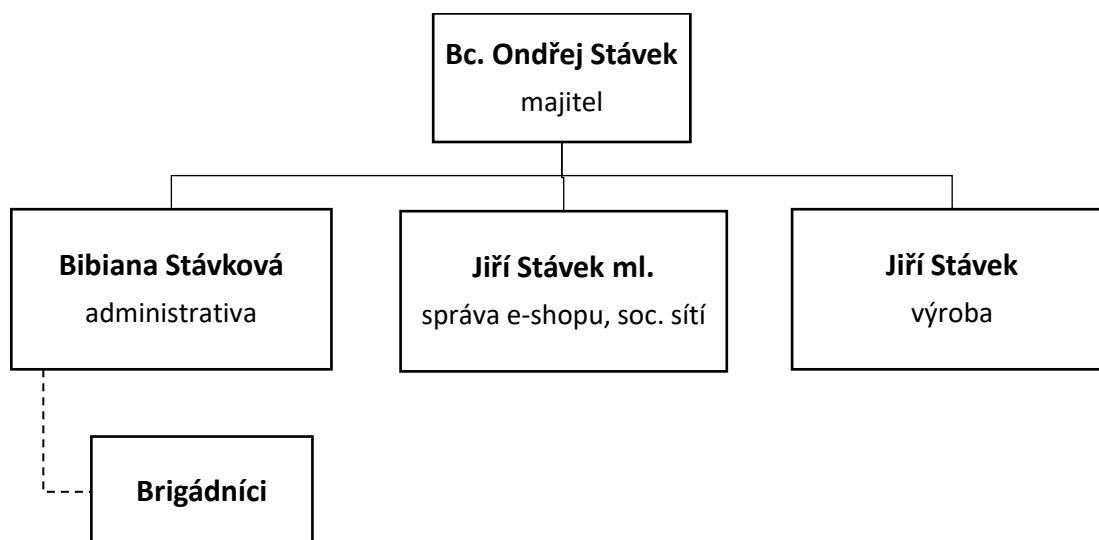 Bc. Ondřej Stávek
majitel
Bibiana Stávková
administrativa
Jiří Stávek ml.
správa e-shopu, soc. sítí
Jiří Stávek
výroba
Brigádníci